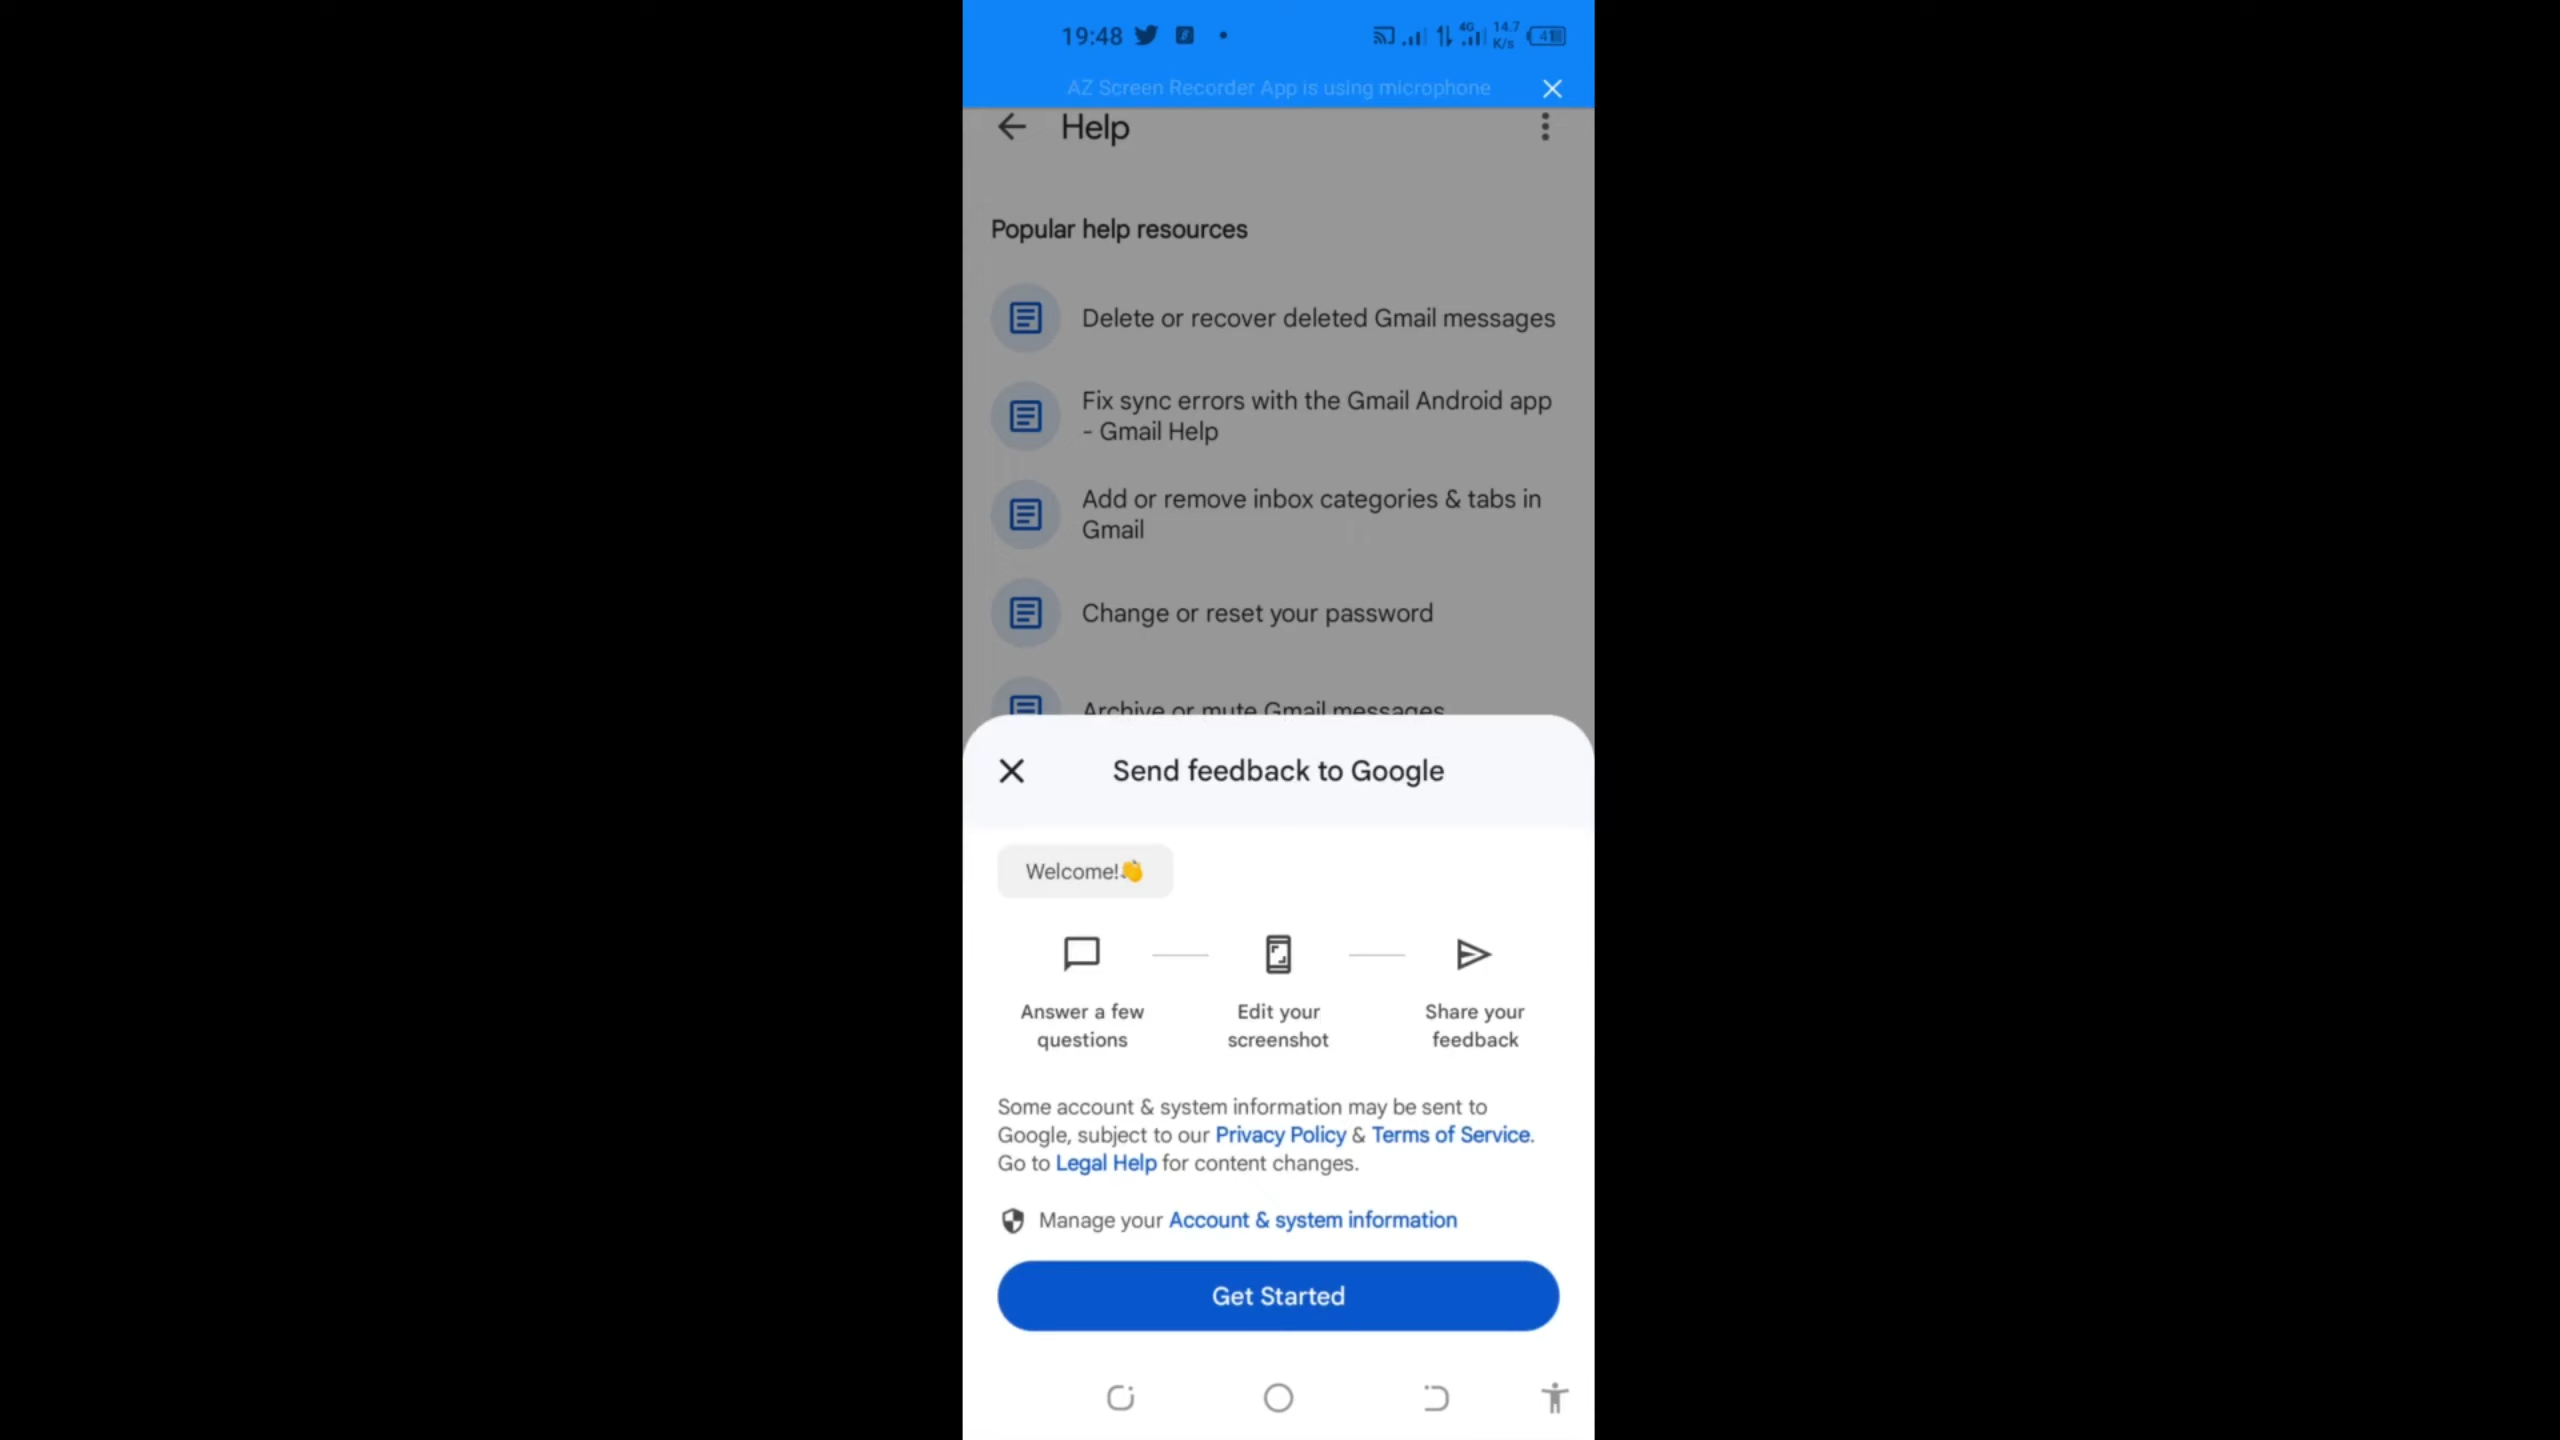 19:48
4G
14.7
K/s
41
AZ Screen Recorder App is using microphone
Help
Popular help resources
Delete or recover deleted Gmail messages
Fix sync errors with the Gmail Android app
- Gmail Help
Add or remove inbox categories & tabs in
Gmail
Change or reset your password
Archive or mute Gmail messages
Send feedback to Google
Welcome!👏
Answer a few
questions
Edit your
screenshot
Share your
feedback
Some account & system information may be sent to
Google, subject to our Privacy Policy & Terms of Service.
Go to Legal Help for content changes.
Manage your Account & system information
Get Started